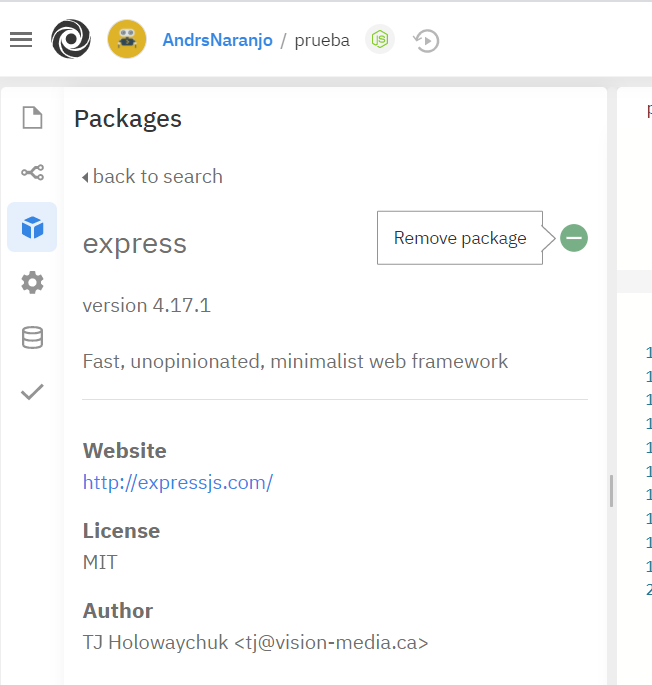 AndrsNaranjo / prueba
Packages
back to search
express
Remove package
version 4.17.1
Fast, unopinionated, minimalist web framework
Website
http://expressjs.com/
License
MIT
Author
TJ Holowaychuk <tj@vision-media.ca>